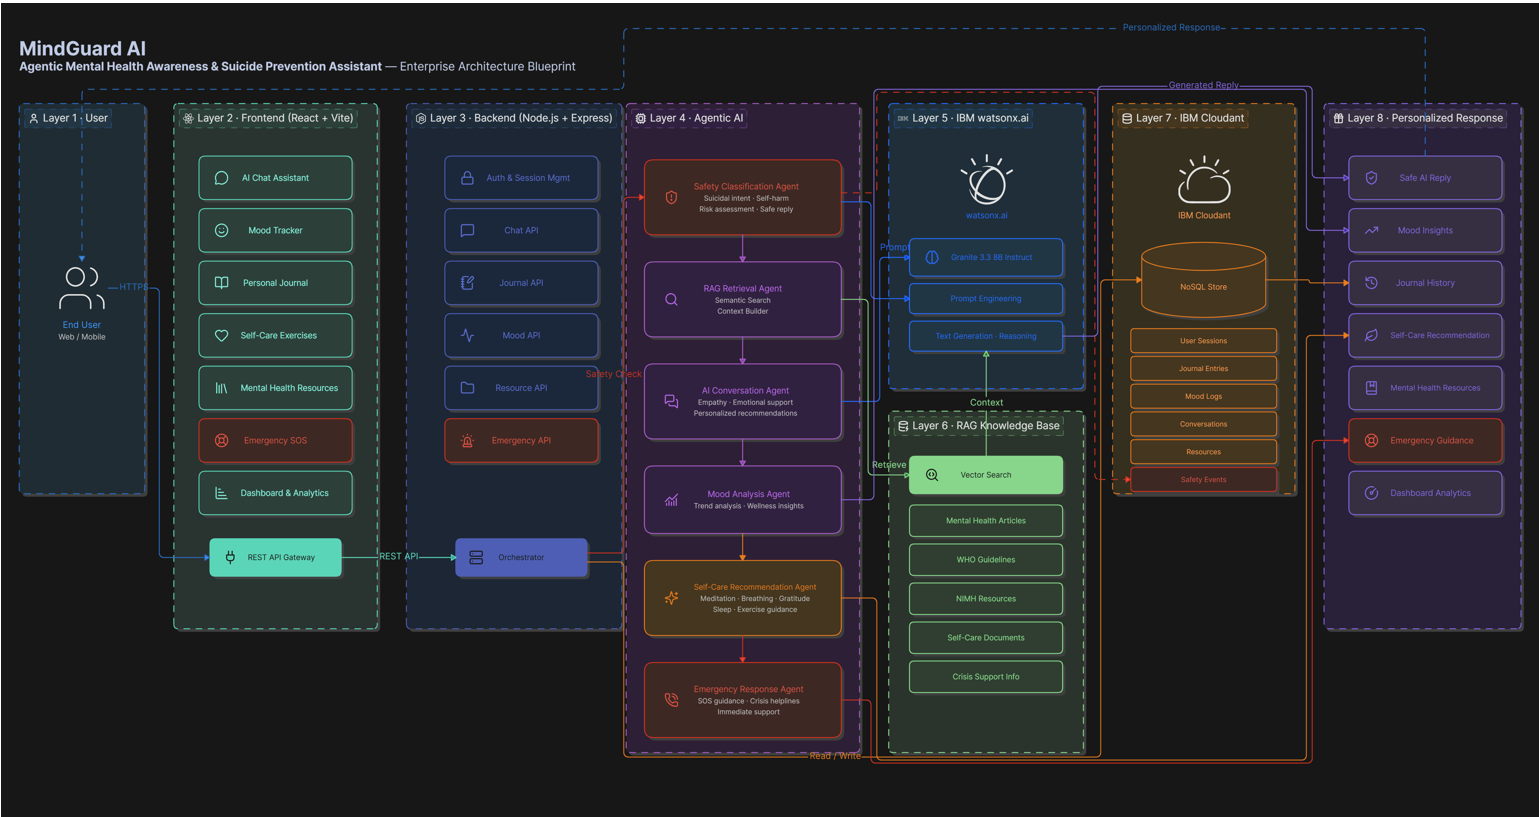 MindGuard AI
Agentic Mental Health Awareness & Suicide Prevention Assistant — Enterprise Architecture Blueprint
Personalized Response
Generated Reply
Layer 1 · User
HTTPS
End User
Web / Mobile
Layer 2 · Frontend (React + Vite)
AI Chat Assistant
Mood Tracker
Personal Journal
Self-Care Exercises
Mental Health Resources
Emergency SOS
Dashboard & Analytics
REST API Gateway
REST API
Layer 3 · Backend (Node.js + Express)
Auth & Session Mgmt
Chat API
Journal API
Mood API
Resource API
Emergency API
Orchestrator
Safety Check
Layer 4 · Agentic AI
Safety Classification Agent
Suicidal intent · Self-harm
Risk assessment · Safe reply
RAG Retrieval Agent
Semantic Search
Context Builder
AI Conversation Agent
Empathy · Emotional support
Personalized recommendations
Mood Analysis Agent
Trend analysis · Wellness insights
Self-Care Recommendation Agent
Meditation · Breathing · Gratitude
Sleep · Exercise guidance
Emergency Response Agent
SOS guidance · Crisis helplines
Immediate support
Read / Write
IBM
Layer 5 · IBM watsonx.ai
watsonx.ai
Prompt
Granite 3.3 8B Instruct
Prompt Engineering
Text Generation · Reasoning
Context
Layer 6 · RAG Knowledge Base
Retrieve
Vector Search
Mental Health Articles
WHO Guidelines
NIMH Resources
Self-Care Documents
Crisis Support Info
Layer 7 · IBM Cloudant
IBM Cloudant
NoSQL Store
User Sessions
Journal Entries
Mood Logs
Conversations
Resources
Safety Events
Layer 8 · Personalized Response
Safe AI Reply
Mood Insights
Journal History
Self-Care Recommendation
Mental Health Resources
Emergency Guidance
Dashboard Analytics